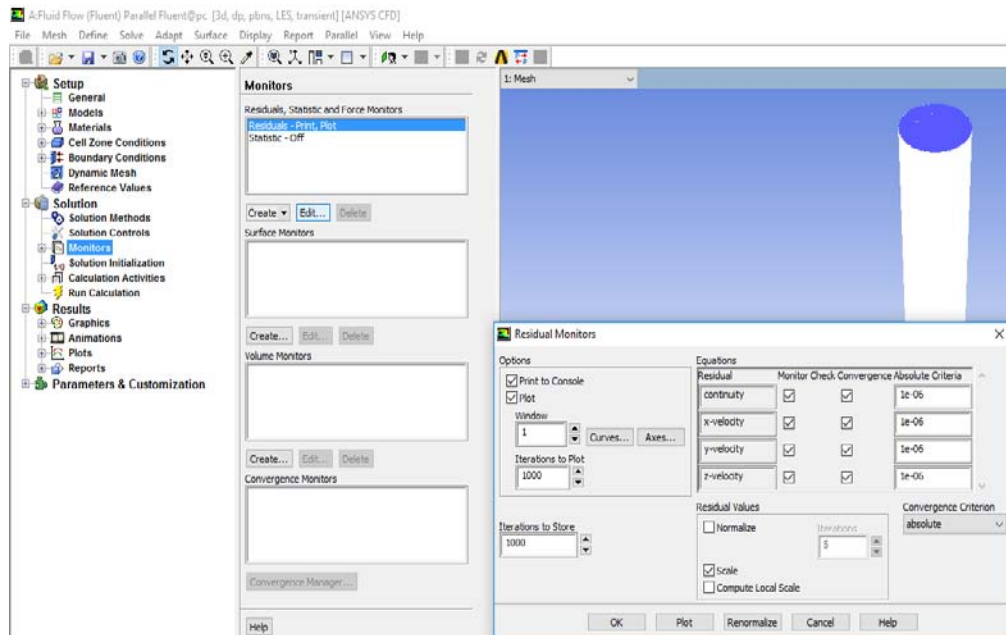 A:Fluid Flow (Fluent) Parallel Fluent@pc [3d, dp, pbns, LES, transient] [ANSYS CFD]
File Mesh Define Solve Adapt Surface Display Report Parallel View Help
Setup
General
Models
Materials
Cell Zone Conditions
Boundary Conditions
Dynamic Mesh
Reference Values
Solution
Solution Methods
Solution Controls
Monitors
Solution Initialization
Calculation Activities
Run Calculation
Results
Graphics
Animations
Plots
Reports
Parameters & Customization
Monitors
Residuals, Statistic and Force Monitors
Residuals - Print, Plot
Statistic - Off
Create Edit... Delete
Surface Monitors
Create... Edit... Delete
Volume Monitors
Create... Edit... Delete
Convergence Monitors
Convergence Manager...
Help
1: Mesh
Residual Monitors
Options
Print to Console
Plot
Window
1
Curves... Axes...
Iterations to Plot
1000
Iterations to Store
1000
Equations
Residual Monitor Check Convergence Absolute Criteria
continuity 1e-06
x-velocity 1e-06
y-velocity 1e-06
z-velocity 1e-06
Residual Values
Normalize
Iterations
5
Scale
Compute Local Scale
Convergence Criterion
absolute
OK Plot Renormalize Cancel Help